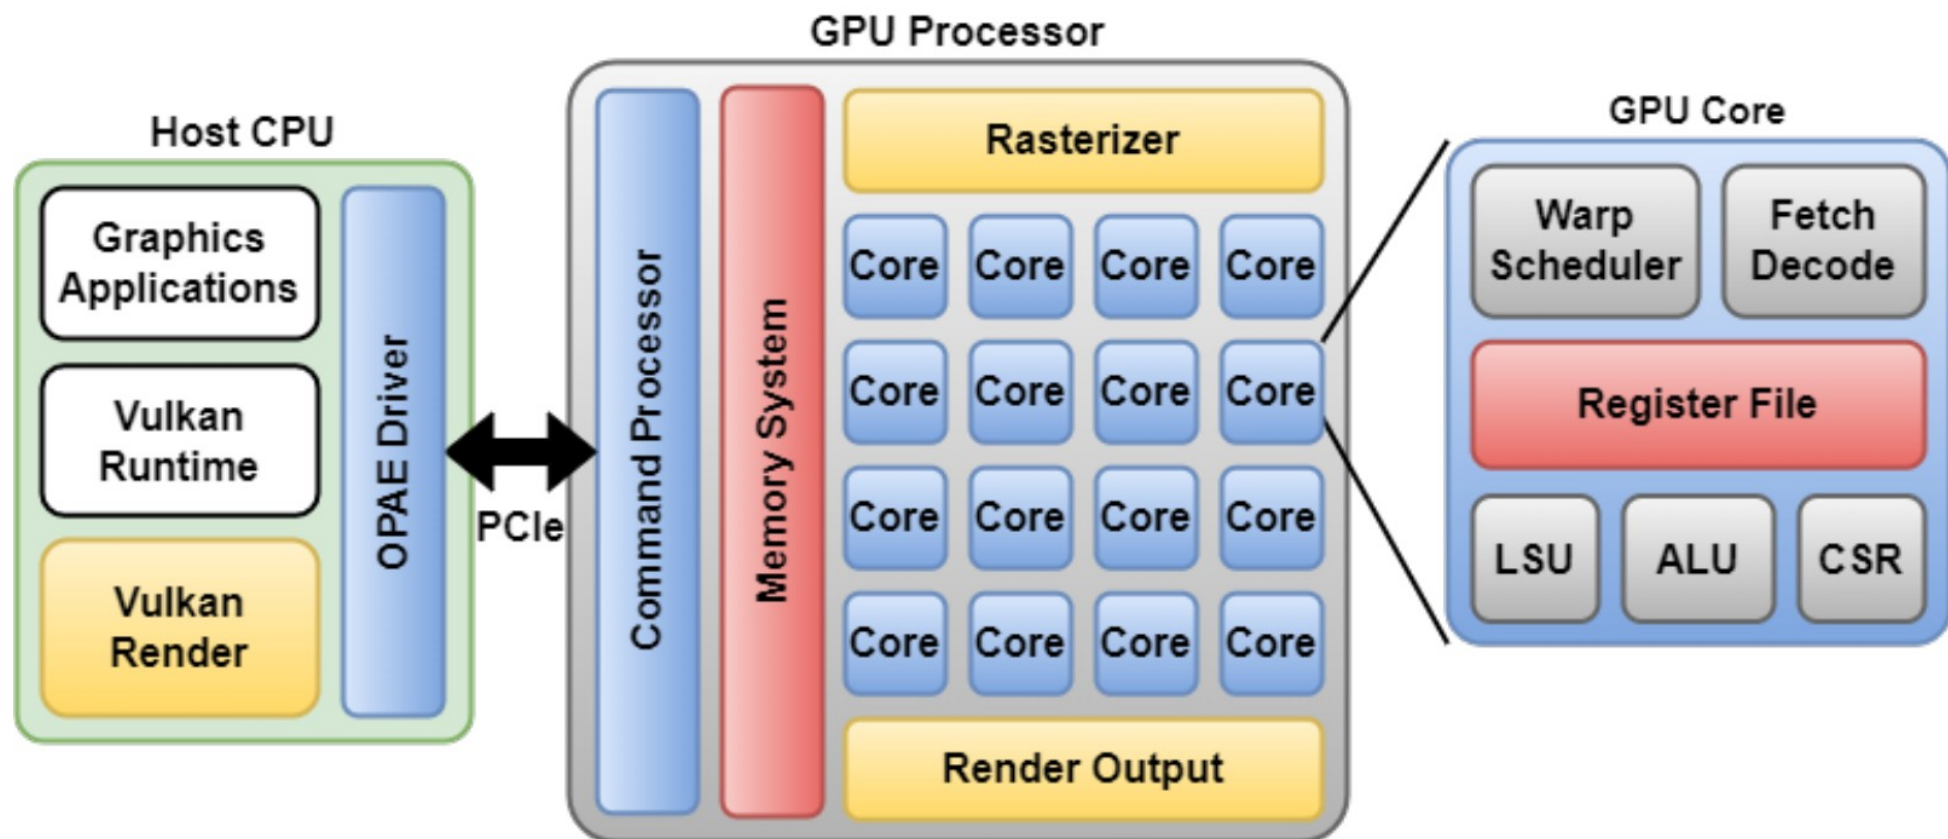 GPU Processor
Host CPU
Graphics
Applications
Vulkan
Runtime
Vulkan
Render
OPAE Driver
PCIe
Command Processor
Memory System
Rasterizer
Core Core Core Core
Core Core Core Core
Core Core Core Core
Core Core Core Core
Render Output
GPU Core
Warp
Scheduler
Fetch
Decode
Register File
LSU
ALU
CSR